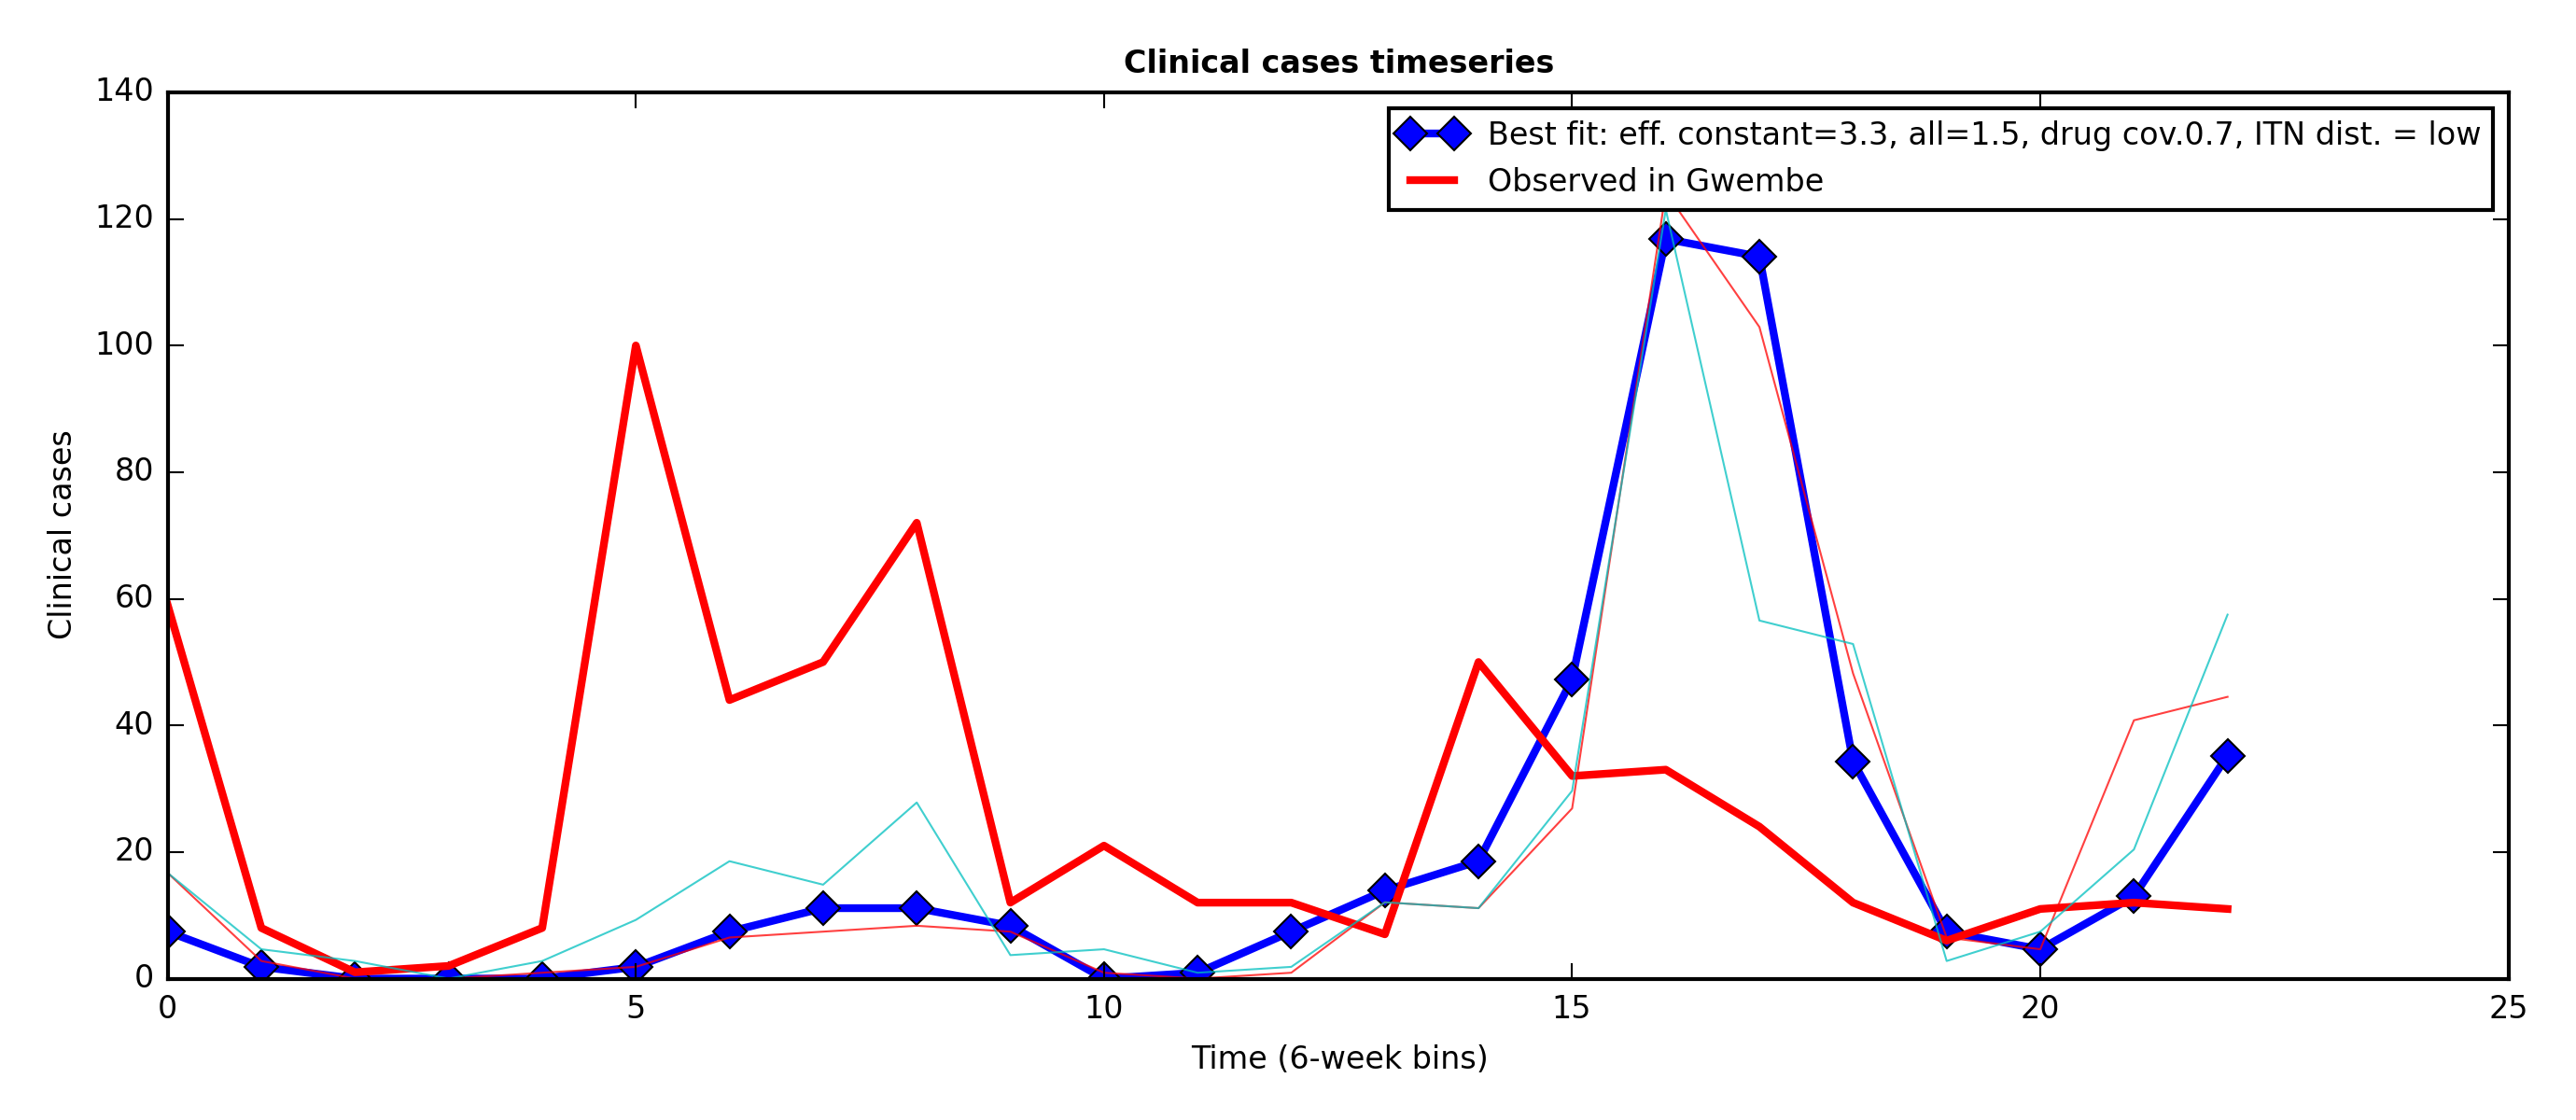 Clinical cases timeseries
140
120
100
80
60
40
20
0
Clinical cases
Best fit: eff. constant=3.3, all=1.5, drug cov.0.7, ITN dist. = low
Observed in Gwembe
0 5 10 15 20 25
Time (6-week bins)